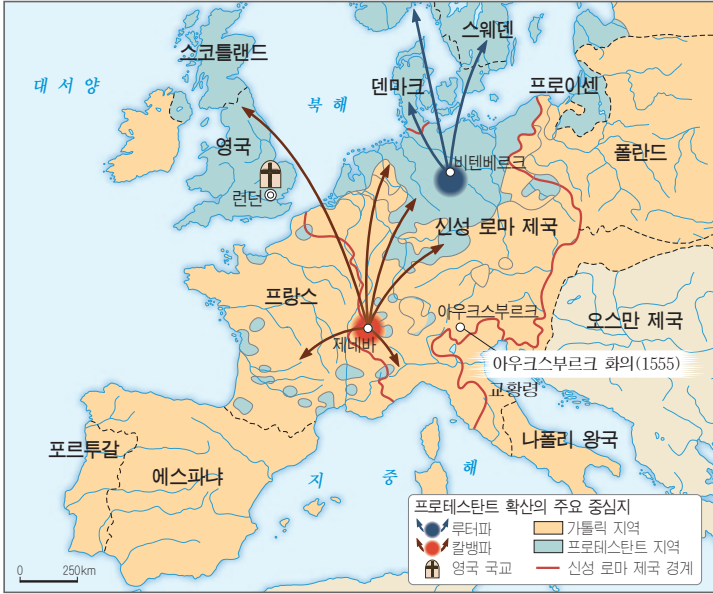 스웨덴
스코틀랜드
대서양
덴마크
프로이센
북해
영국
비텐베르크
폴란드
런던
신성 로마 제국
프랑스
아우크스부르크
오스만 제국
제네바
아우크스부르크 화의(1555)
교황령
포르투갈
나폴리 왕국
에스파냐
지중해
프로테스탄트 확산의 주요 중심지
루터파
가톨릭 지역
칼뱅파
프로테스탄트 지역
영국 국교
신성 로마 제국 경계
0 250km